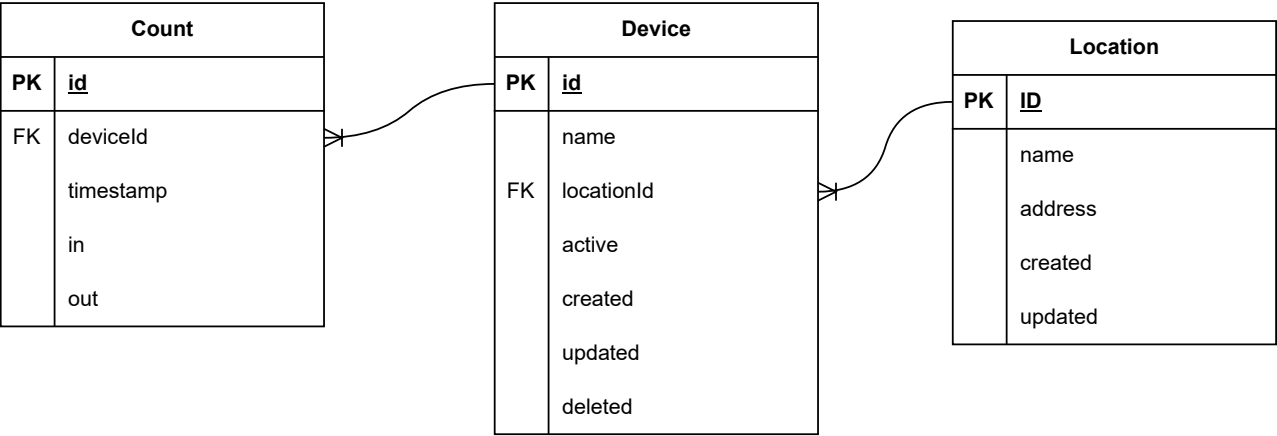 Count
PK id
FK deviceId
timestamp
in
out
Device
PK id
name
FK locationId
active
created
updated
deleted
Location
PK ID
name
address
created
updated